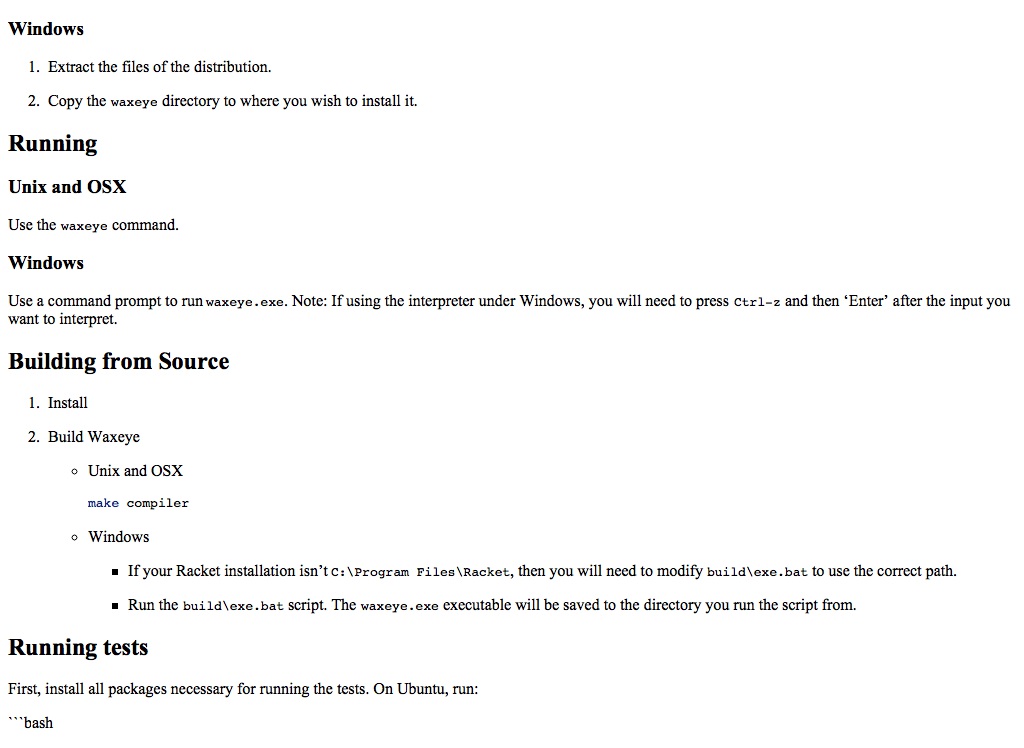 Windows
1. Extract the files of the distribution.
2. Copy the waxeye directory to where you wish to install it.
Running
Unix and OSX
Use the waxeye command.
Windows
Use a command prompt to run waxeye.exe. Note: If using the interpreter under Windows, you will need to press Ctrl-z and then ‘Enter’ after the input you
want to interpret.
Building from Source
1. Install
2. Build Waxeye
◦ Unix and OSX
make compiler
◦ Windows
▪ If your Racket installation isn’t C:\Program Files\Racket, then you will need to modify build\exe.bat to use the correct path.
▪ Run the build\exe.bat script. The waxeye.exe executable will be saved to the directory you run the script from.
Running tests
First, install all packages necessary for running the tests. On Ubuntu, run:
```bash